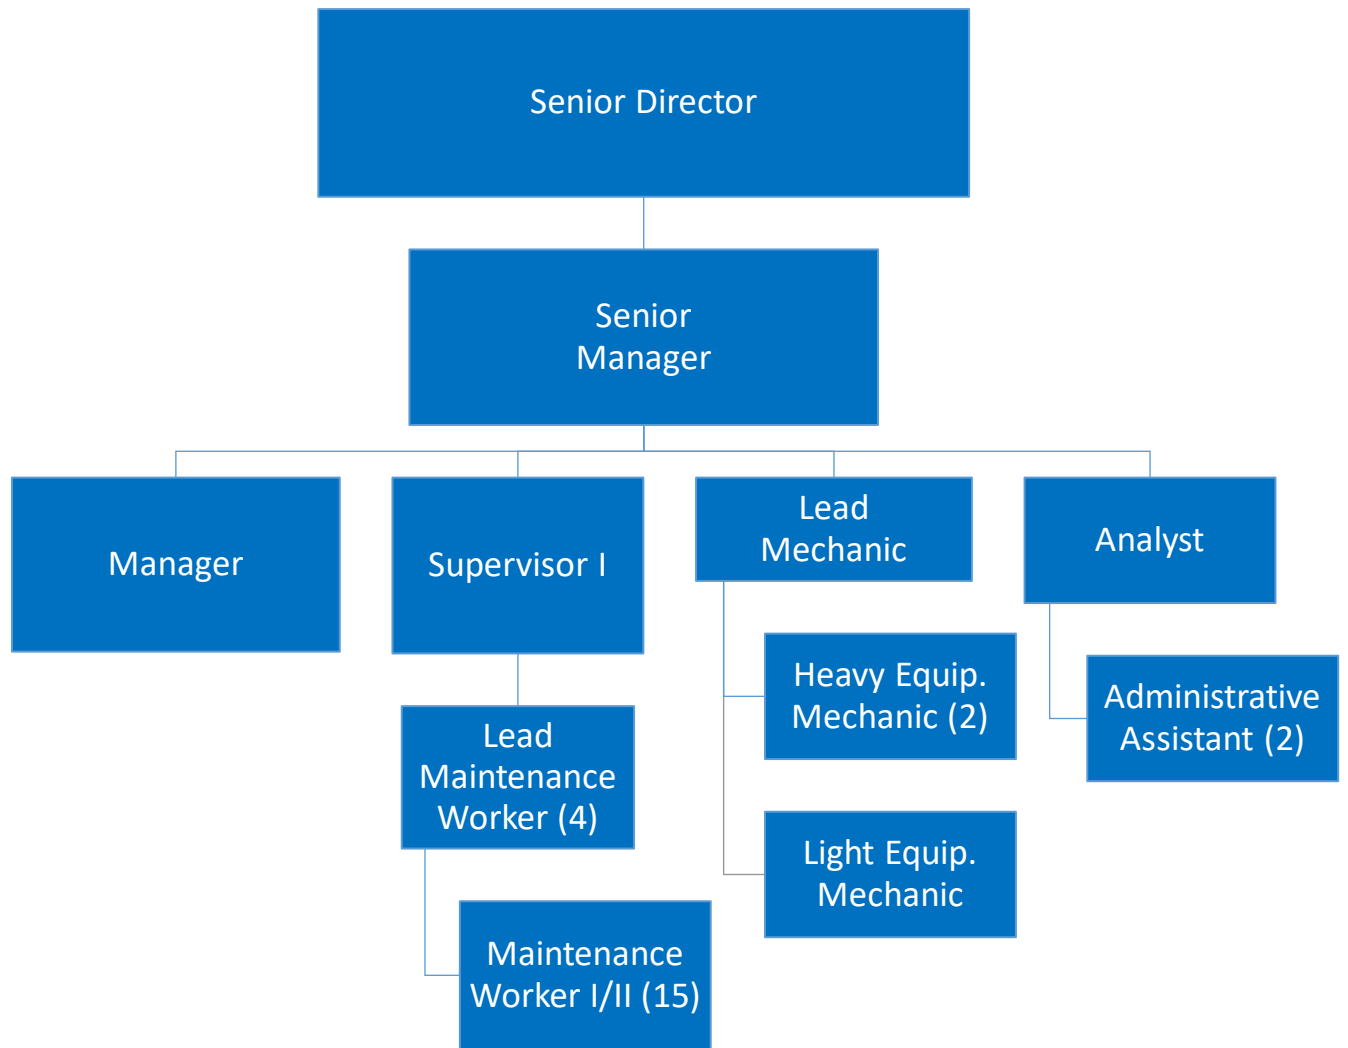 Senior Director
Senior
Manager
Manager
Supervisor I
Lead
Mechanic
Analyst
Lead
Maintenance
Worker (4)
Maintenance
Worker I/II (15)
Heavy Equip.
Mechanic (2)
Light Equip.
Mechanic
Administrative
Assistant (2)